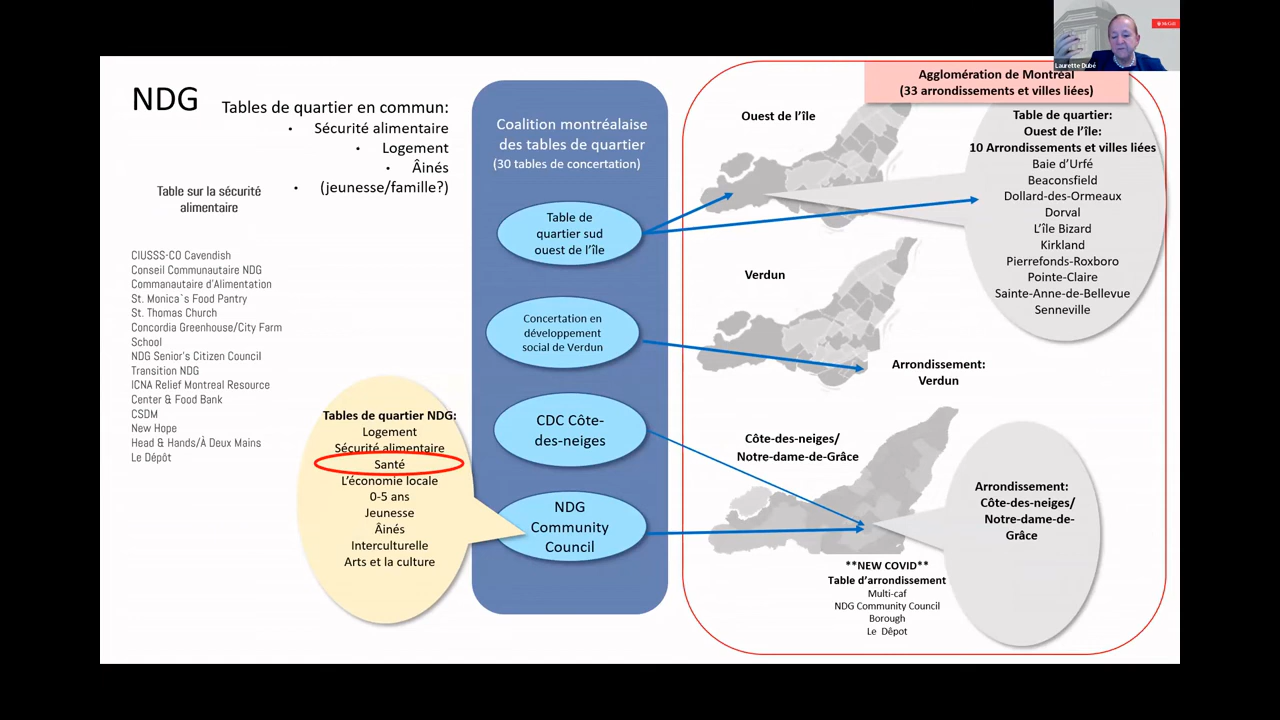 NDG
Tables de quartier en commun:
• Sécurité alimentaire
• Logement
• Âinés
• (jeunesse/famille?)
Table sur la sécurité
alimentaire
CIUSSS-CO Cavendish
Conseil Communautaire NDG
Communautaire d'Alimentation
St. Monica`s Food Pantry
St. Thomas Church
Concordia Greenhouse/City Farm
School
NDG Senior's Citizen Council
Transition NDG
ICNA Relief Montreal Resource
Center & Food Bank
CSDM
New Hope
Head & Hands/À Deux Mains
Le Dépôt
Tables de quartier NDG:
Logement
Sécurité alimentaire
Santé
L'économie locale
0-5 ans
Jeunesse
Âinés
Interculturelle
Arts et la culture
Coalition montréalaise
des tables de quartier
(30 tables de concertation)
Table de
quartier sud
ouest de l'île
Concertation en
développement
social de Verdun
CDC Côte-
des-neiges
NDG
Community
Council
Agglomération de Montréal
(33 arrondissements et villes liées)
Ouest de l'île
Table de quartier:
Ouest de l'île:
10 Arrondissements et villes liées
Baie d'Urfé
Beaconsfield
Dollard-des-Ormeaux
Dorval
L'île Bizard
Kirkland
Pierrefonds-Roxboro
Pointe-Claire
Sainte-Anne-de-Bellevue
Senneville
Verdun
Arrondissement:
Verdun
Côte-des-neiges/
Notre-dame-de-Grâce
Arrondissement:
Côte-des-neiges/
Notre-dame-de-
Grâce
**NEW COVID**
Table d'arrondissement
Multi-caf
NDG Community Council
Borough
Le Dêpot
Laurette Dubé
McGill